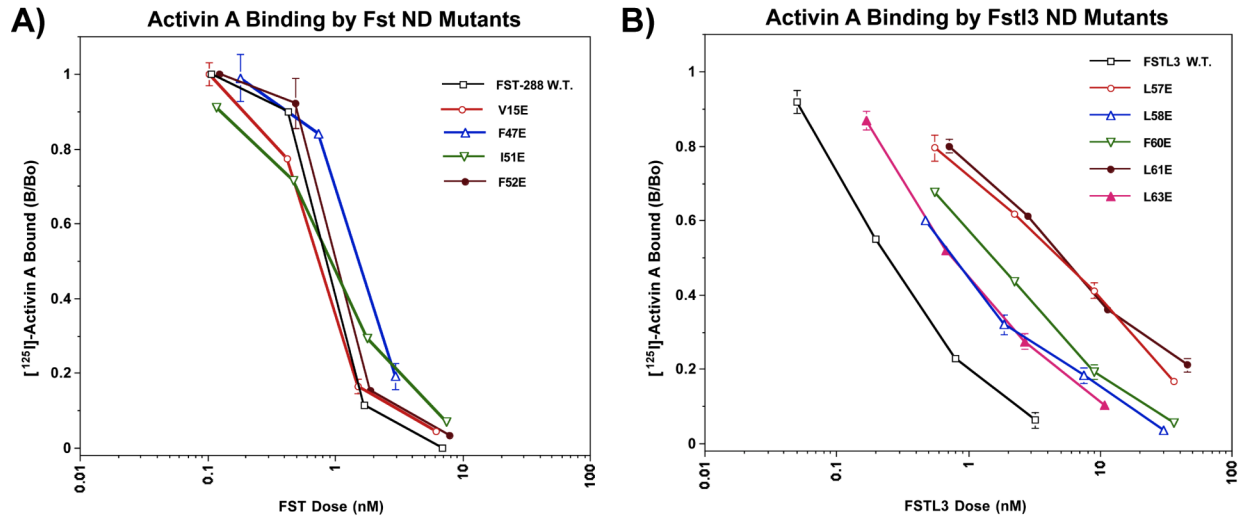 A)
Activin A Binding by Fst ND Mutants
[¹²⁵I]-Activin A Bound (B/Bo)
1
0.8
0.6
0.4
0.2
0
FST-288 W.T.
V15E
F47E
I51E
F52E
0.01
0.1
1
10
100
FST Dose (nM)
B)
Activin A Binding by Fstl3 ND Mutants
[¹²⁵I]-Activin A Bound (B/Bo)
1
0.8
0.6
0.4
0.2
0
FSTL3 W.T.
L57E
L58E
F60E
L61E
L63E
0.01
0.1
1
10
100
FSTL3 Dose (nM)